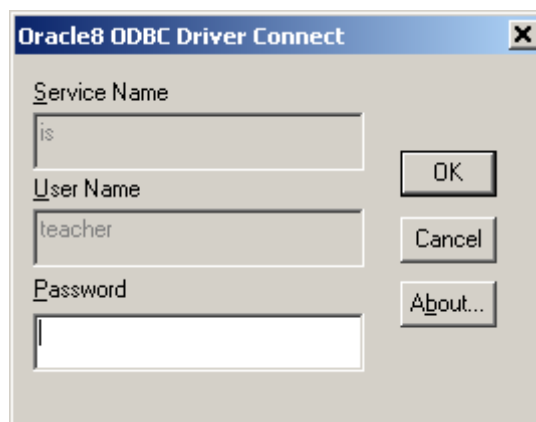 Oracle8 ODBC Driver Connect
Service Name
is
OK
User Name
teacher
Cancel
Password
About...